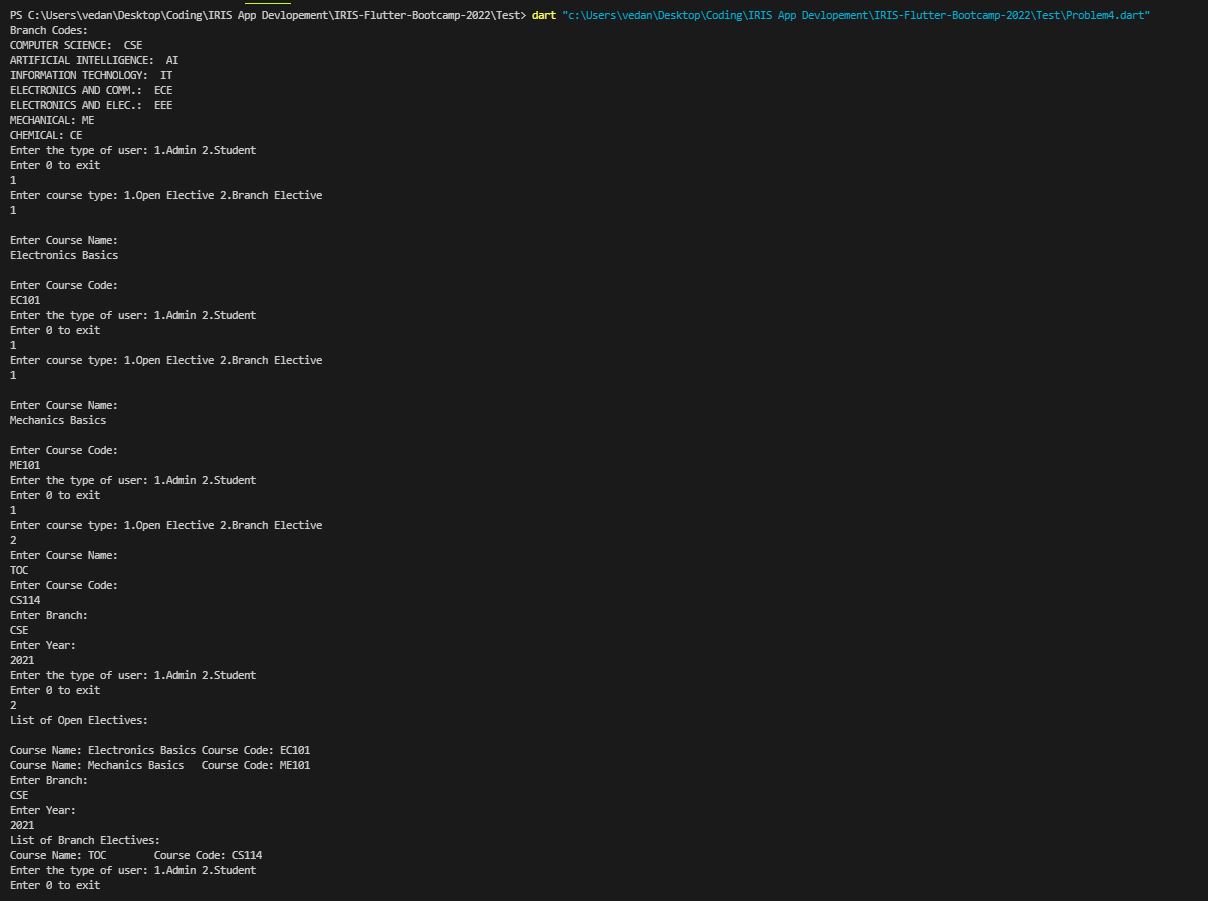 PS C:\Users\vedan\Desktop\Coding\IRIS App Devlopement\IRIS-Flutter-Bootcamp-2022\Test> dart "c:\Users\vedan\Desktop\Coding\IRIS App Devlopement\IRIS-Flutter-Bootcamp-2022\Test\Problem4.dart"
Branch Codes:
COMPUTER SCIENCE:  CSE
ARTIFICIAL INTELLIGENCE:  AI
INFORMATION TECHNOLOGY:  IT
ELECTRONICS AND COMM.:  ECE
ELECTRONICS AND ELEC.:  EEE
MECHANICAL: ME
CHEMICAL: CE
Enter the type of user: 1.Admin 2.Student
Enter 0 to exit
1
Enter course type: 1.Open Elective 2.Branch Elective
1
Enter Course Name:
Electronics Basics
Enter Course Code:
EC101
Enter the type of user: 1.Admin 2.Student
Enter 0 to exit
1
Enter course type: 1.Open Elective 2.Branch Elective
1
Enter Course Name:
Mechanics Basics
Enter Course Code:
ME101
Enter the type of user: 1.Admin 2.Student
Enter 0 to exit
1
Enter course type: 1.Open Elective 2.Branch Elective
2
Enter Course Name:
TOC
Enter Course Code:
CS114
Enter Branch:
CSE
Enter Year:
2021
Enter the type of user: 1.Admin 2.Student
Enter 0 to exit
2
List of Open Electives:
Course Name: Electronics Basics Course Code: EC101
Course Name: Mechanics Basics   Course Code: ME101
Enter Branch:
CSE
Enter Year:
2021
List of Branch Electives:
Course Name: TOC        Course Code: CS114
Enter the type of user: 1.Admin 2.Student
Enter 0 to exit